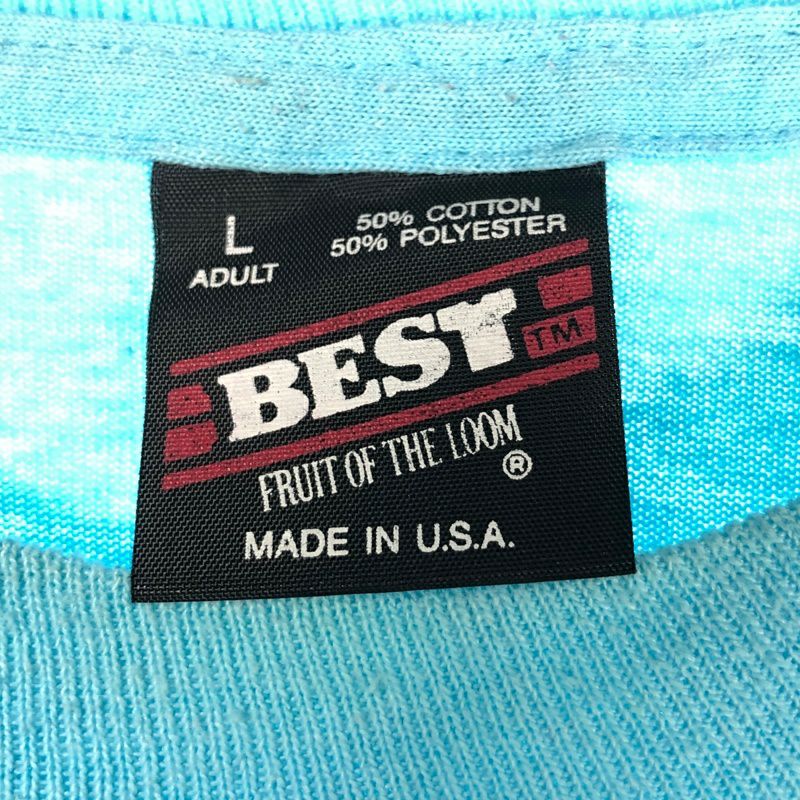 L
ADULT
50% COTTON
50% POLYESTER
BEST TM
FRUIT OF THE LOOM ®
MADE IN U.S.A.